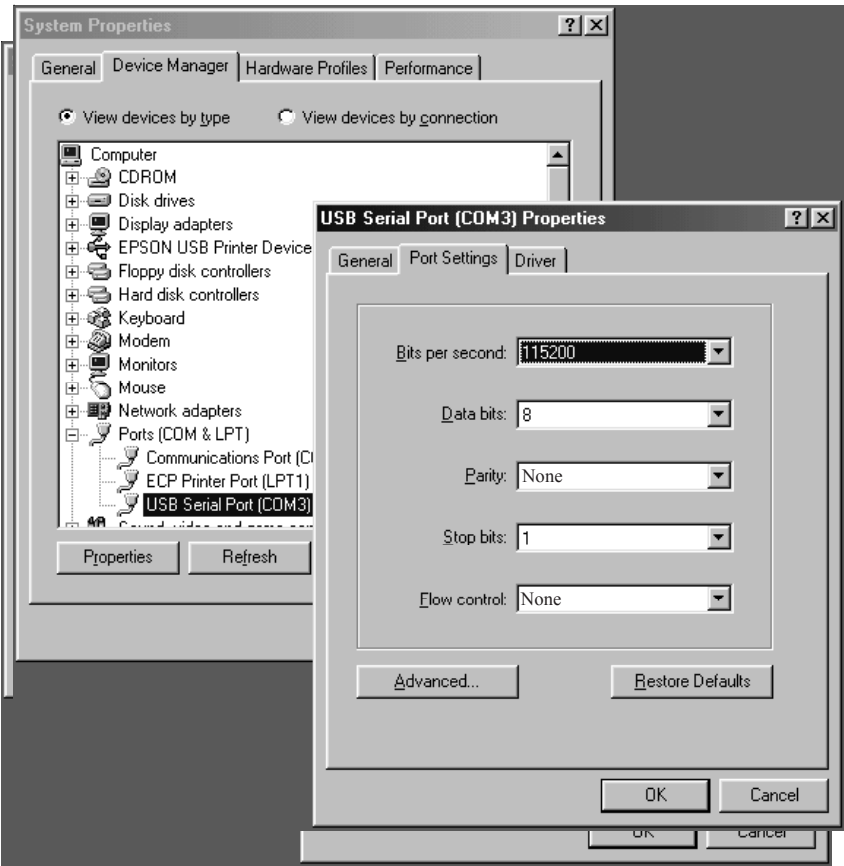 System Properties
General Device Manager Hardware Profiles Performance
View devices by type View devices by connection
Computer
CDROM
Disk drives
Display adapters
EPSON USB Printer Device
Floppy disk controllers
Hard disk controllers
Keyboard
Modem
Monitors
Mouse
Network adapters
Ports (COM & LPT)
Communications Port (C
ECP Printer Port (LPT1)
USB Serial Port (COM3)
Properties Refresh
USB Serial Port (COM3) Properties
General Port Settings Driver
Bits per second: 115200
Data bits: 8
Parity: None
Stop bits: 1
Flow control: None
Advanced... Restore Defaults
OK Cancel
OK Cancel